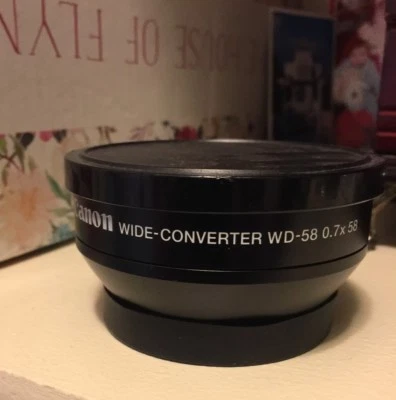 HOUSE OF FLYN
Canon WIDE-CONVERTER WD-58 0.7x 58